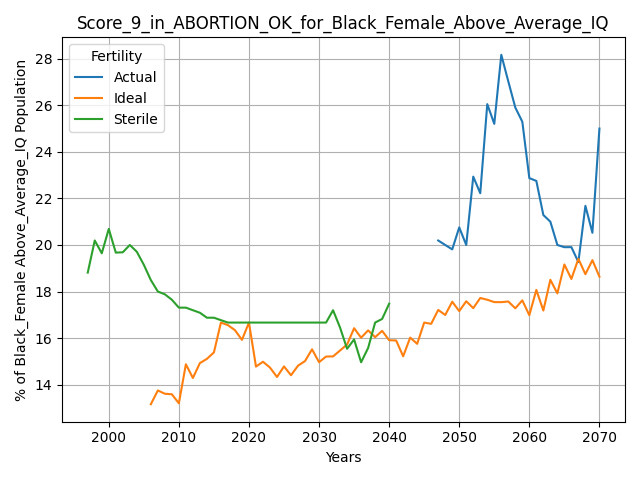 Score_9_in_ABORTION_OK_for_Black_Female_Above_Average_IQ
Fertility
Actual
Ideal
Sterile
% of Black_Female Above_Average_IQ Population
28
26
24
22
20
18
16
14
2000 2010 2020 2030 2040 2050 2060 2070
Years